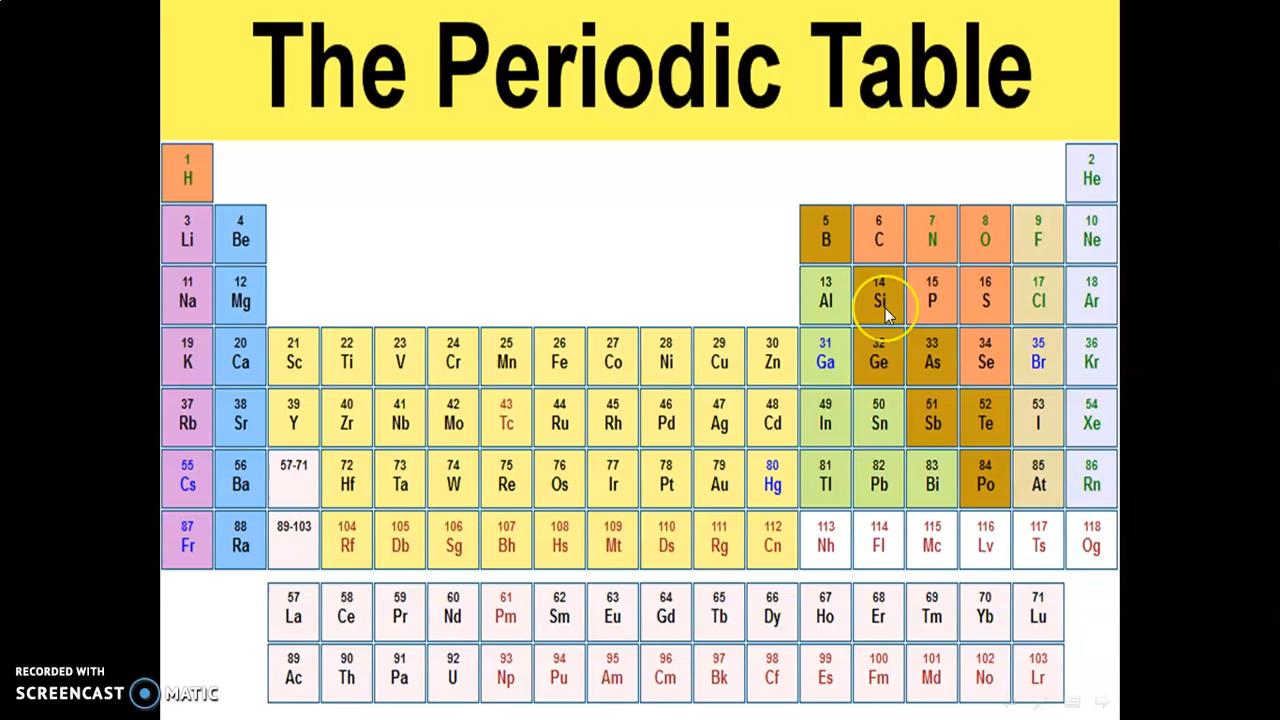 The Periodic Table
1 2
H He
3 4 5 6 7 8 9 10
Li Be B C N O F Ne
11 12 13 14 15 16 17 18
Na Mg Al Si P S Cl Ar
19 20 21 22 23 24 25 26 27 28 29 30 31 32 33 34 35 36
K Ca Sc Ti V Cr Mn Fe Co Ni Cu Zn Ga Ge As Se Br Kr
37 38 39 40 41 42 43 44 45 46 47 48 49 50 51 52 53 54
Rb Sr Y Zr Nb Mo Tc Ru Rh Pd Ag Cd In Sn Sb Te I Xe
55 56 57-71 72 73 74 75 76 77 78 79 80 81 82 83 84 85 86
Cs Ba Hf Ta W Re Os Ir Pt Au Hg Tl Pb Bi Po At Rn
87 88 89-103 104 105 106 107 108 109 110 111 112 113 114 115 116 117 118
Fr Ra Rf Db Sg Bh Hs Mt Ds Rg Cn Nh Fl Mc Lv Ts Og
57 58 59 60 61 62 63 64 65 66 67 68 69 70 71
La Ce Pr Nd Pm Sm Eu Gd Tb Dy Ho Er Tm Yb Lu
89 90 91 92 93 94 95 96 97 98 99 100 101 102 103
Ac Th Pa U Np Pu Am Cm Bk Cf Es Fm Md No Lr
RECORDED WITH
SCREENCAST MATIC